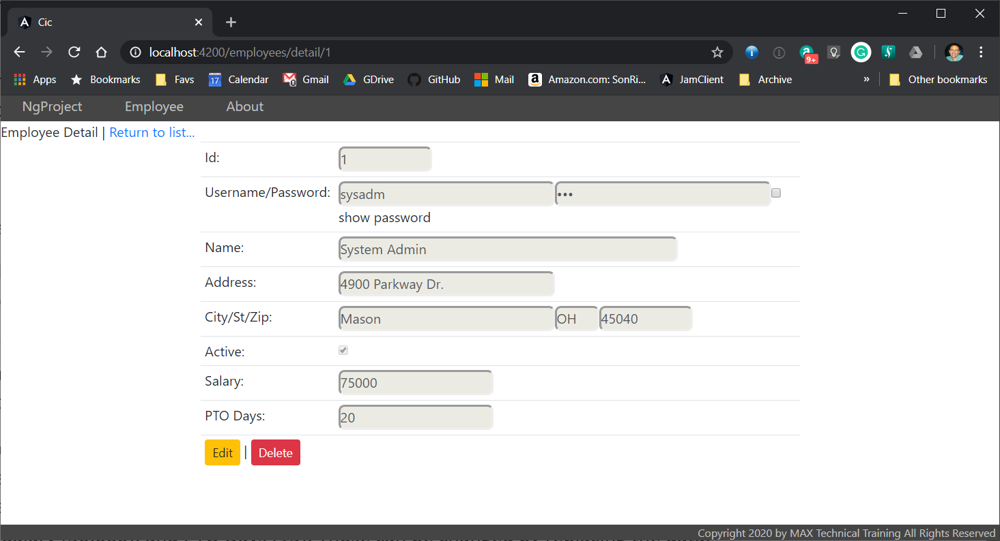 Cic
localhost:4200/employees/detail/1
9+
Apps Bookmarks Favs 17 Calendar Gmail GDrive GitHub Mail Amazon.com: SonRi... JamClient Archive » Other bookmarks
NgProject Employee About
Employee Detail | Return to list...
Id: 1
Username/Password: sysadm •••
show password
Name: System Admin
Address: 4900 Parkway Dr.
City/St/Zip: Mason OH 45040
Active:
Salary: 75000
PTO Days: 20
Edit | Delete
Copyright 2020 by MAX Technical Training All Rights Reserved